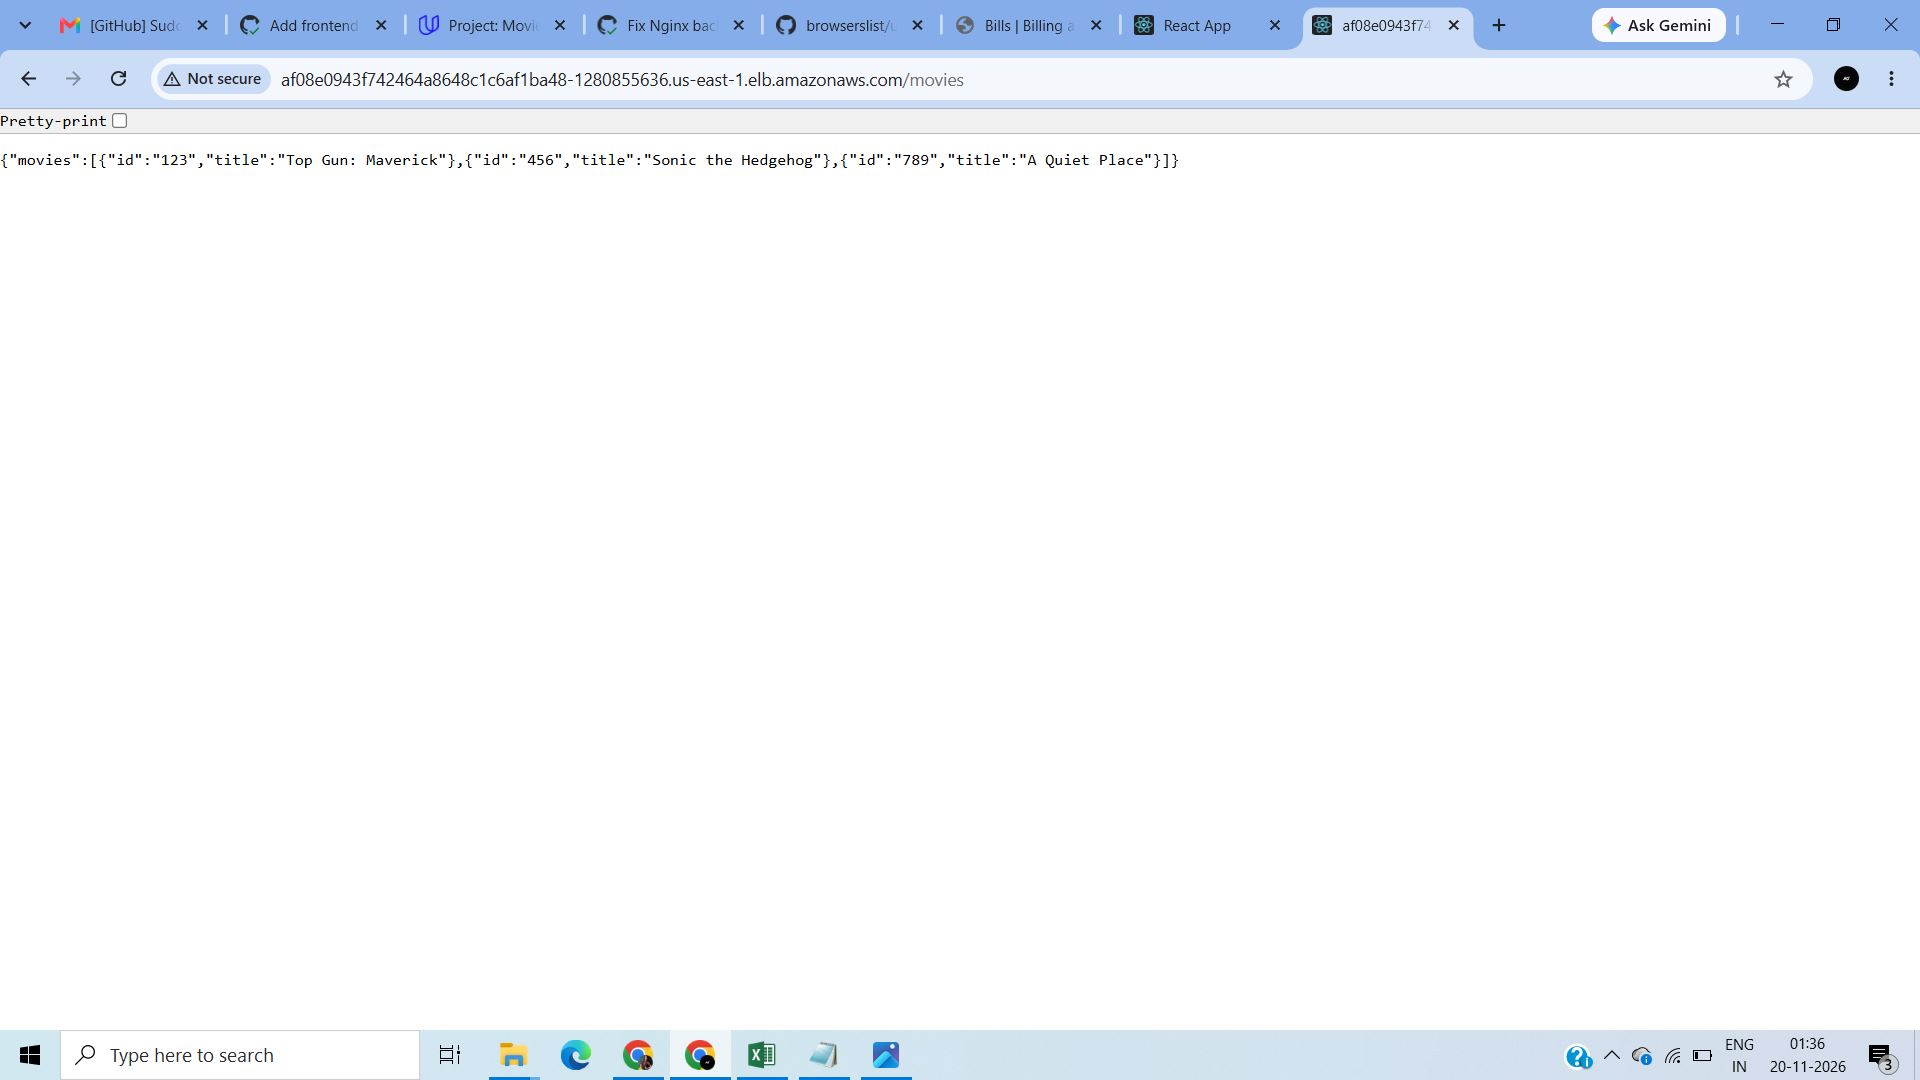 [GitHub] Sudo
Add frontend
Project: Movie
Fix Nginx bac
browserslist/u
Bills | Billing a
React App
af08e0943f74
Ask Gemini
Not secure
af08e0943f742464a8648c1c6af1ba48-1280855636.us-east-1.elb.amazonaws.com/movies
Pretty-print
{"movies":[{"id":"123","title":"Top Gun: Maverick"},{"id":"456","title":"Sonic the Hedgehog"},{"id":"789","title":"A Quiet Place"}]}
Type here to search
ENG
IN
01:36
20-11-2026
3